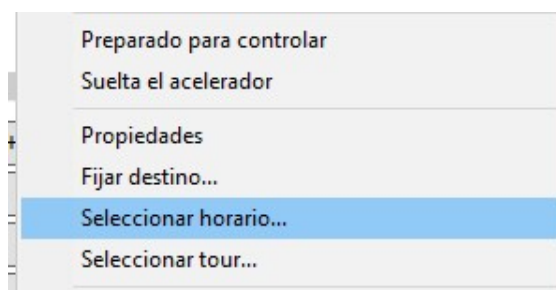 Preparado para controlar
Suelta el acelerador
Propiedades
Fijar destino...
Seleccionar horario...
Seleccionar tour...